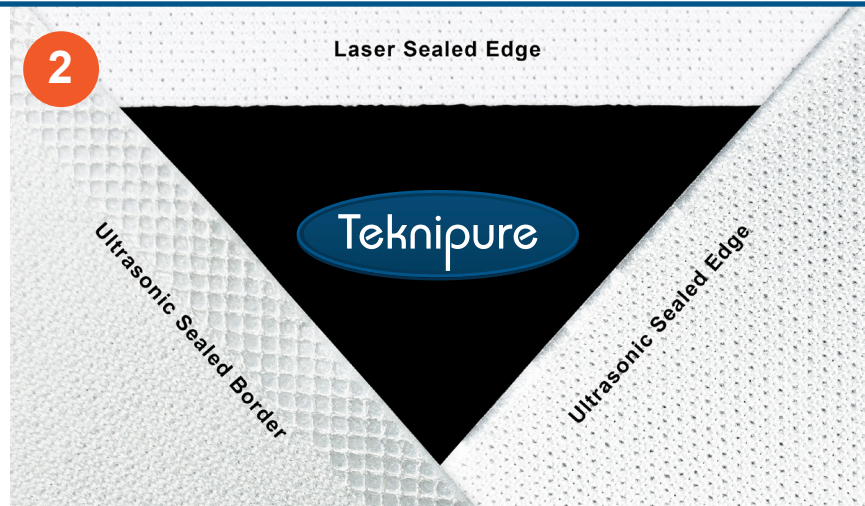 2
Laser Sealed Edge
Teknipure
Ultrasonic Sealed Border
Ultrasonic Sealed Edge